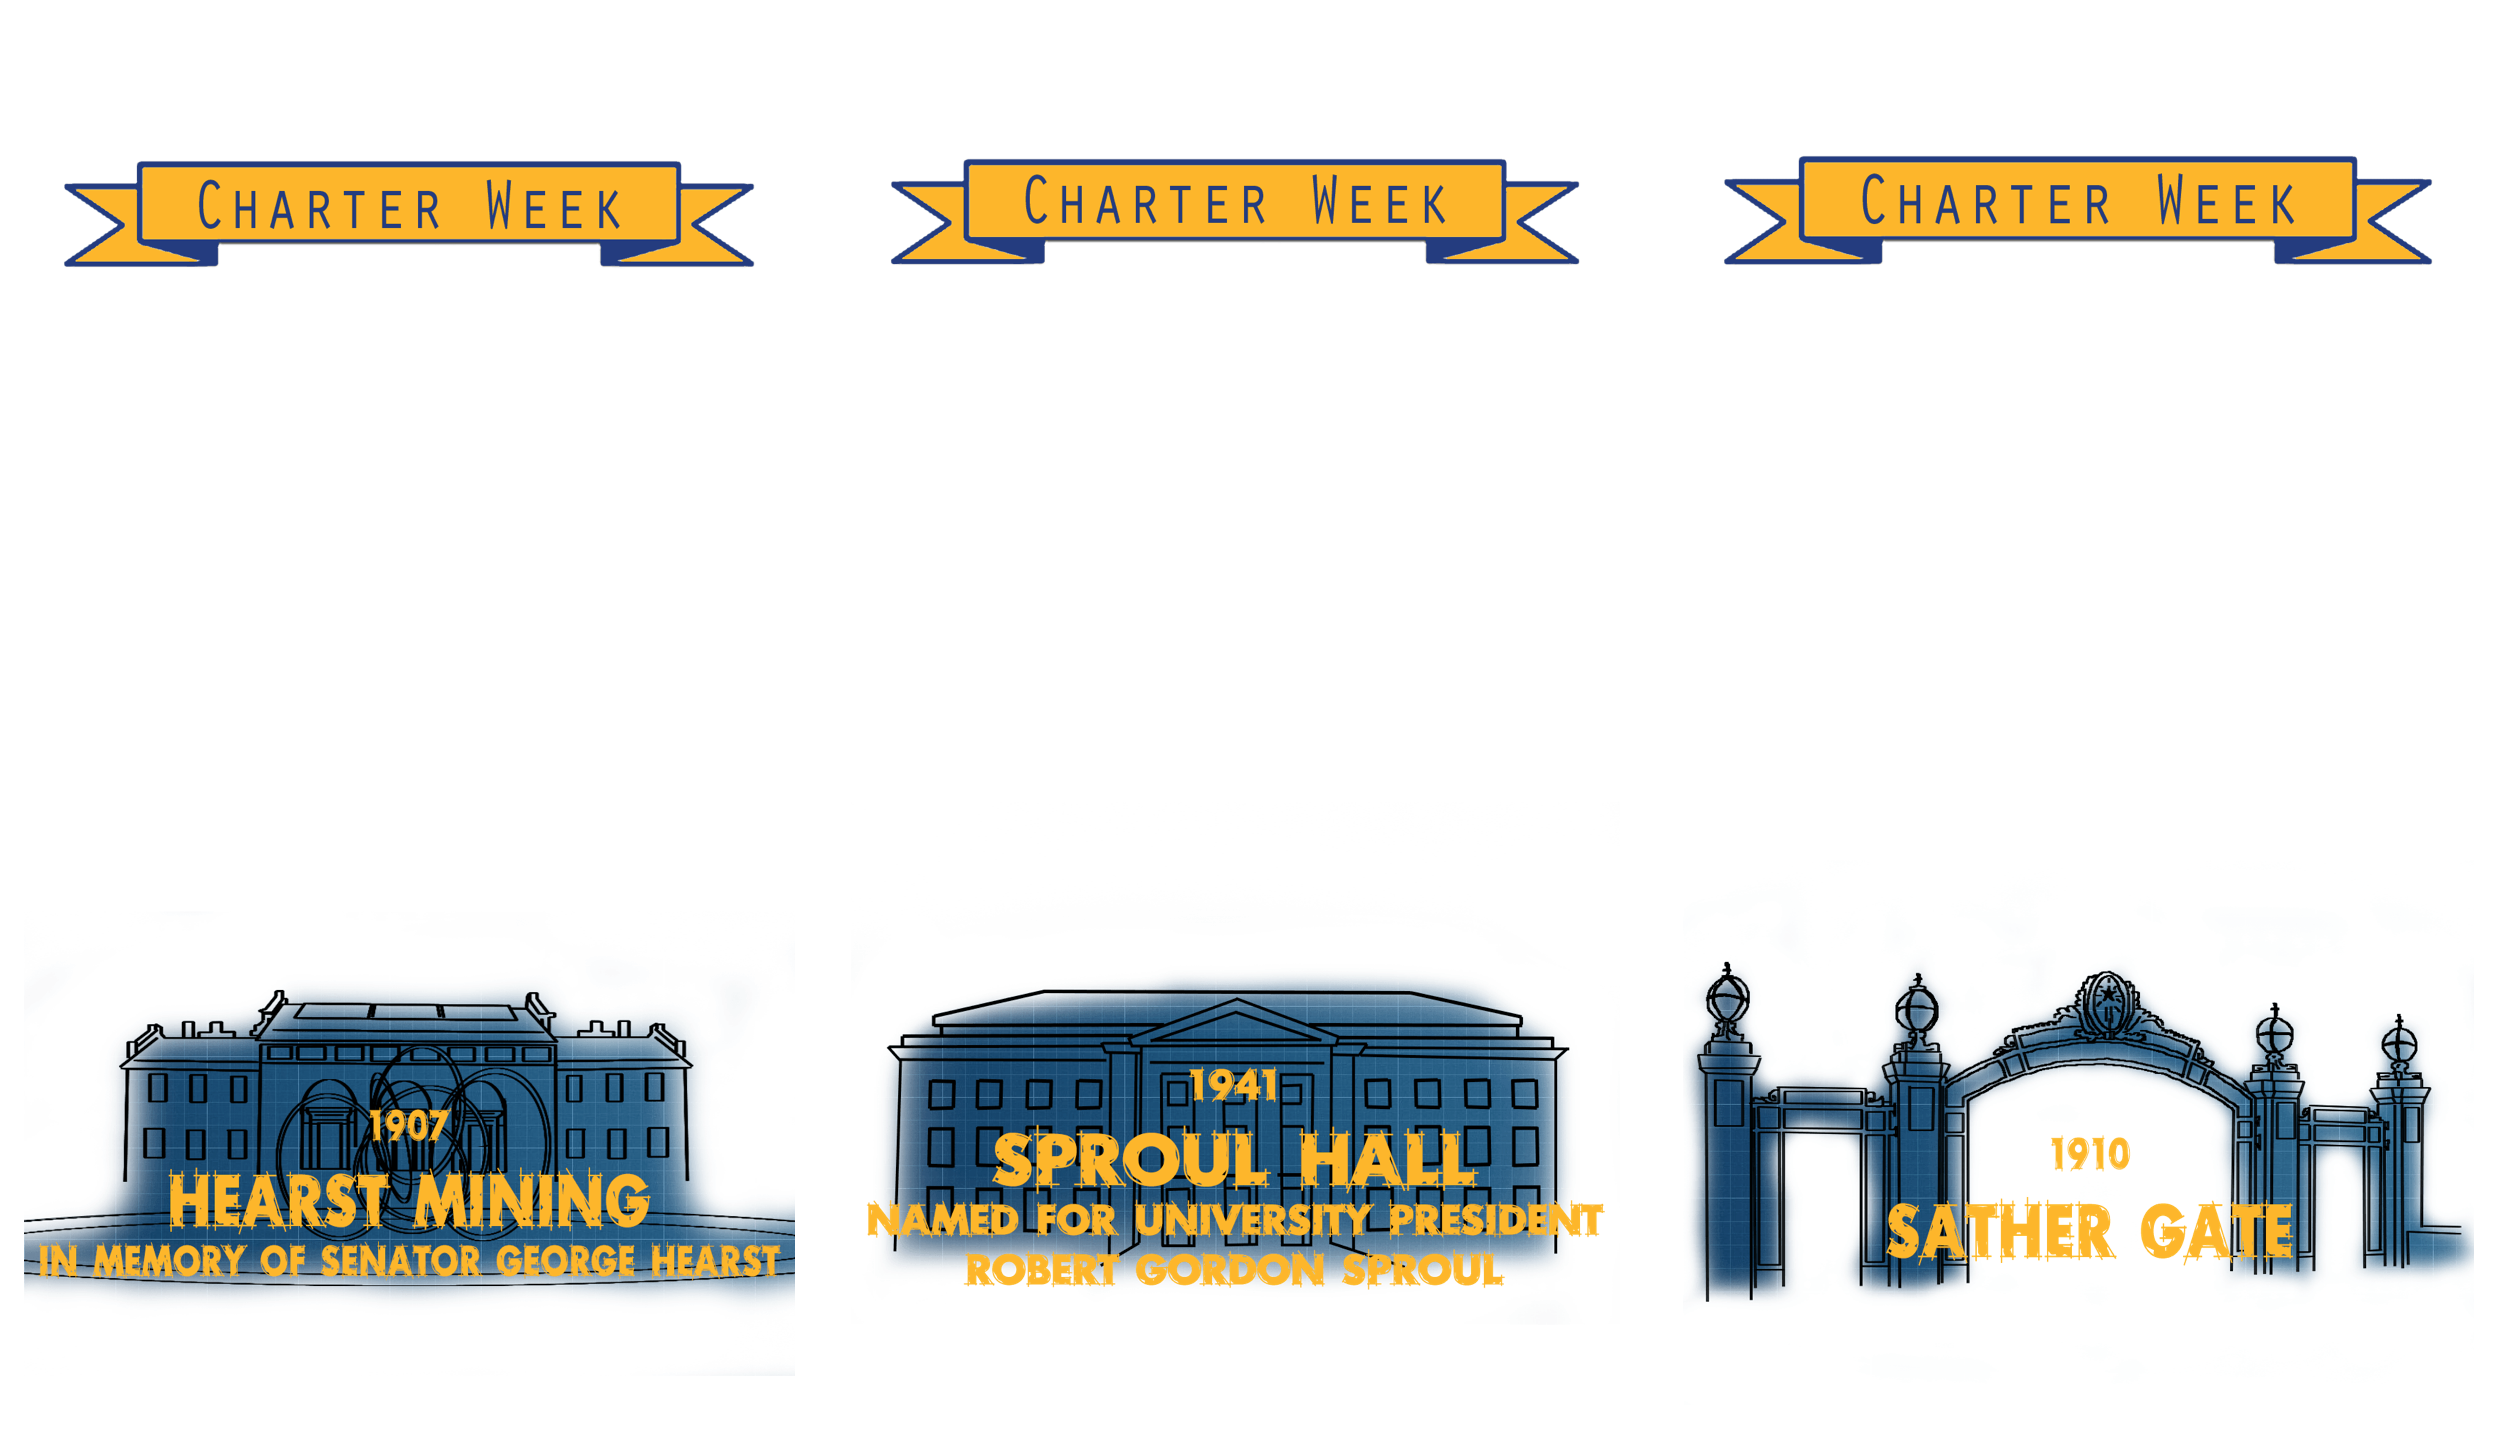 Charter Week
Charter Week
Charter Week
1907
HEARST MINING
IN MEMORY OF SENATOR GEORGE HEARST
1941
SPROUL HALL
NAMED FOR UNIVERSITY PRESIDENT
ROBERT GORDON SPROUL
1910
SATHER GATE